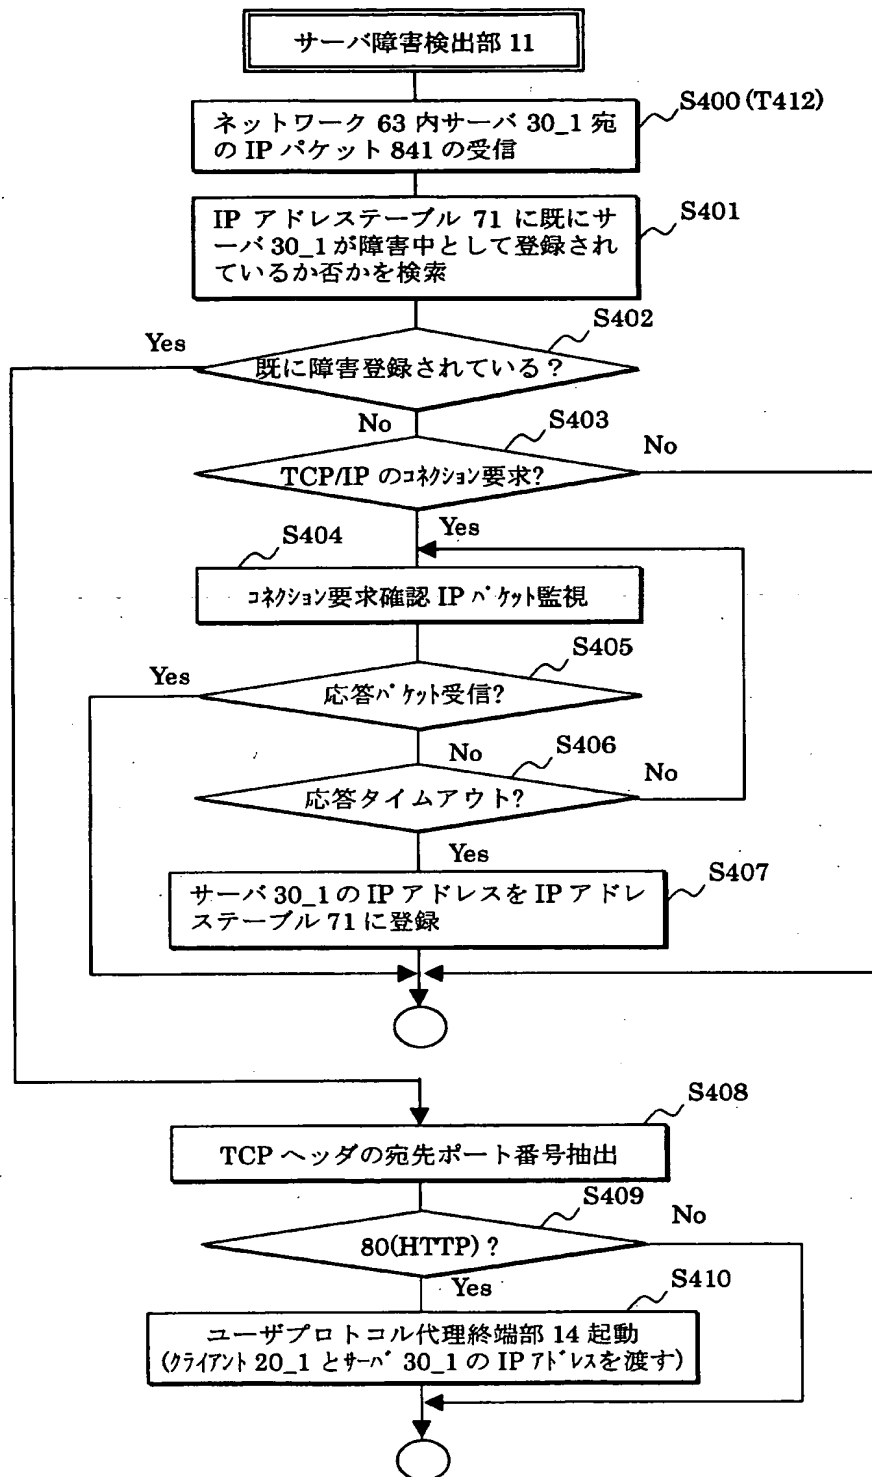 サーバ障害検出部 11
S400 (T412)
ネットワーク 63 内サーバ 30_1 宛
の IP パケット 841 の受信
S401
IP アドレステーブル 71 に既にサ
ーバ 30_1 が障害中として登録され
ているか否かを検索
S402
Yes
既に障害登録されている？
No
S403
No
TCP/IP のｺﾈｸｼｮﾝ要求?
Yes
S404
ｺﾈｸｼｮﾝ要求確認 IP ﾊﾟｹｯﾄ監視
S405
Yes
応答ﾊﾟｹｯﾄ受信?
No
S406
No
応答タイムアウト?
Yes
S407
サーバ 30_1 の IP アドレスを IP アドレ
ステーブル 71 に登録
S408
TCP ヘッダの宛先ポート番号抽出
S409
No
80(HTTP)？
Yes
S410
ユーザプロトコル代理終端部 14 起動
(ｸﾗｲｱﾝﾄ 20_1 とｻｰﾊﾞ 30_1 の IP ｱﾄﾞﾚｽを渡す)